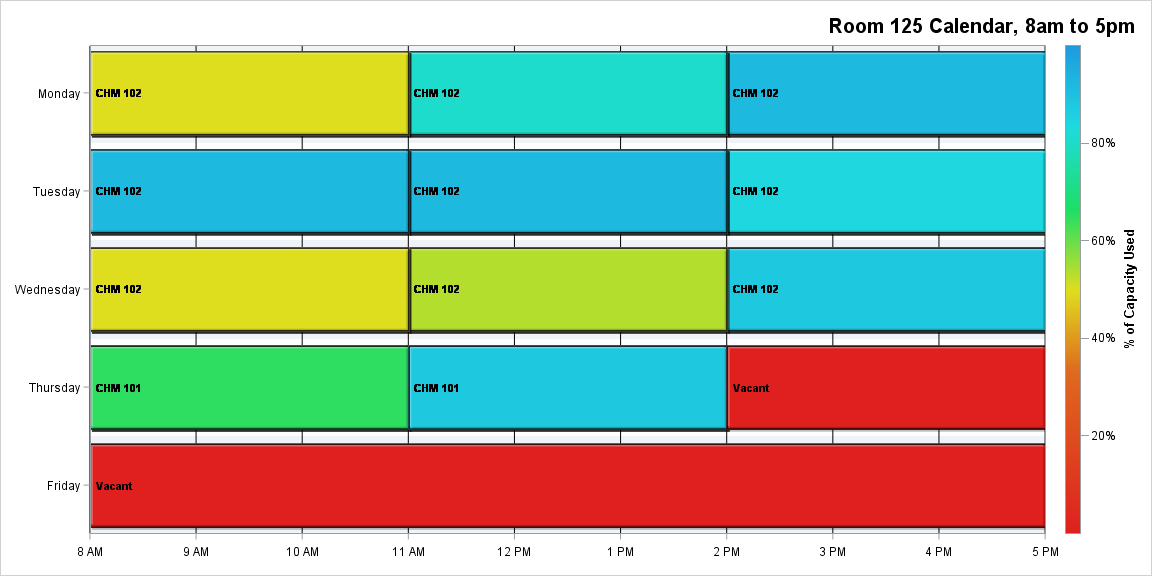 Room 125 Calendar, 8am to 5pm
Monday
CHM 102
CHM 102
CHM 102
Tuesday
CHM 102
CHM 102
CHM 102
Wednesday
CHM 102
CHM 102
CHM 102
Thursday
CHM 101
CHM 101
Vacant
Friday
Vacant
8 AM
9 AM
10 AM
11 AM
12 PM
1 PM
2 PM
3 PM
4 PM
5 PM
80%
60%
40%
20%
% of Capacity Used